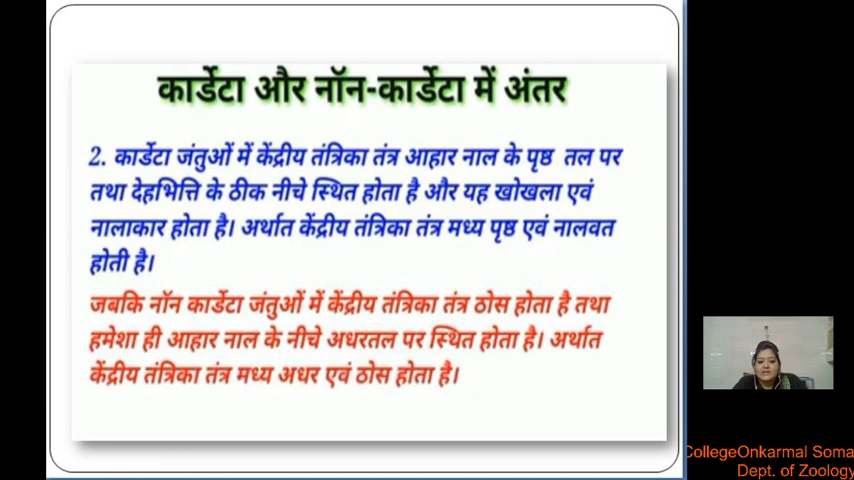 कार्डेटा और नॉन-कार्डेटा में अंतर
2. कार्डेटा जंतुओं में केंद्रीय तंत्रिका तंत्र आहार नाल के पृष्ठ तल पर
तथा देहभित्ति के ठीक नीचे स्थित होता है और यह खोखला एवं
नालाकार होता है। अर्थात केंद्रीय तंत्रिका तंत्र मध्य पृष्ठ एवं नालवत
होती है।
जबकि नॉन कार्डेटा जंतुओं में केंद्रीय तंत्रिका तंत्र ठोस होता है तथा
हमेशा ही आहार नाल के नीचे अधरतल पर स्थित होता है। अर्थात
केंद्रीय तंत्रिका तंत्र मध्य अधर एवं ठोस होता है।
CollegeOnkarmal Soma
Dept. of Zoology